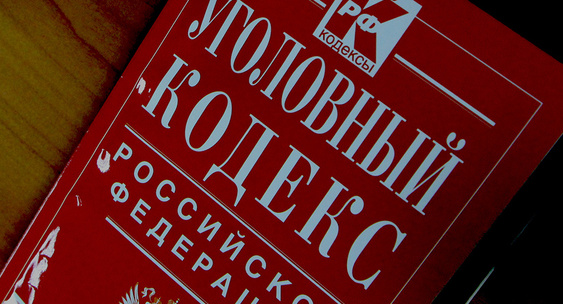 РФ
КОДЕКСЫ
УГОЛОВНЫЙ
КОДЕКС
РОССИЙСКО
ФЕДЕРАЦ